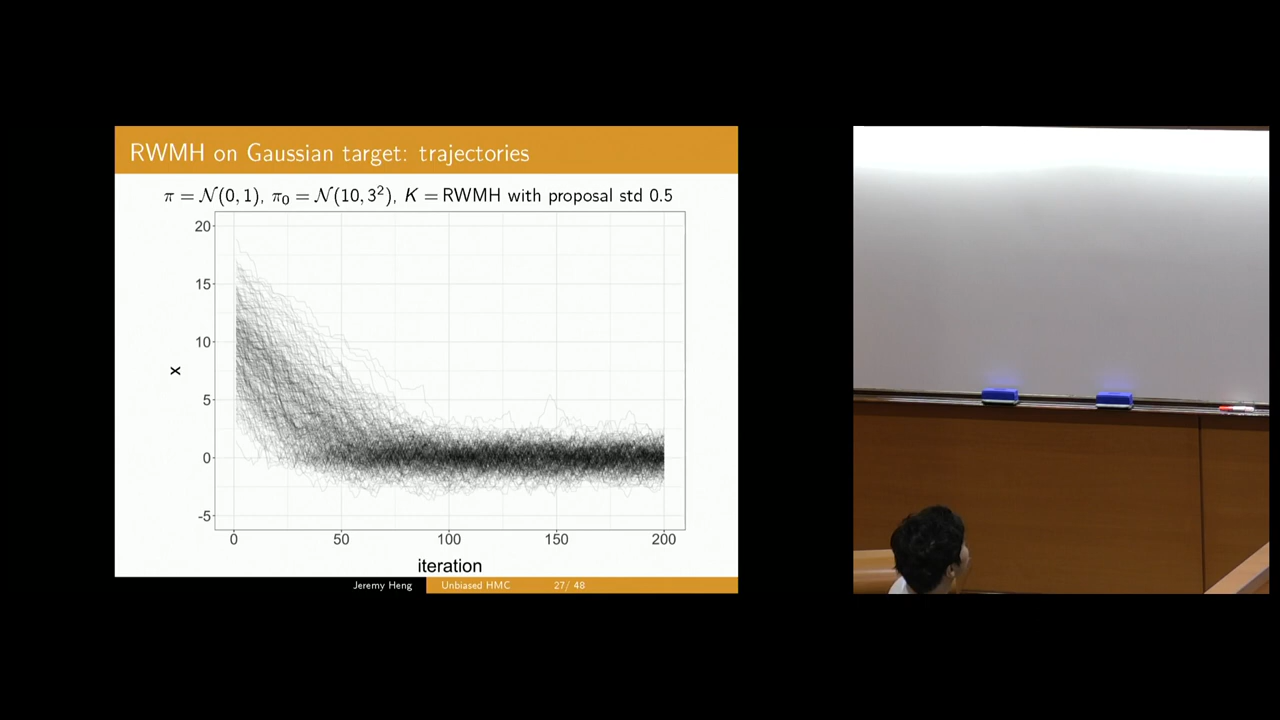 RWMH on Gaussian target: trajectories
π = 𝒩(0, 1), π₀ = 𝒩(10, 3²), K = RWMH with proposal std 0.5
20
15
10
5
0
-5
x
0 50 100 150 200
iteration
Jeremy Heng Unbiased HMC 27/ 48